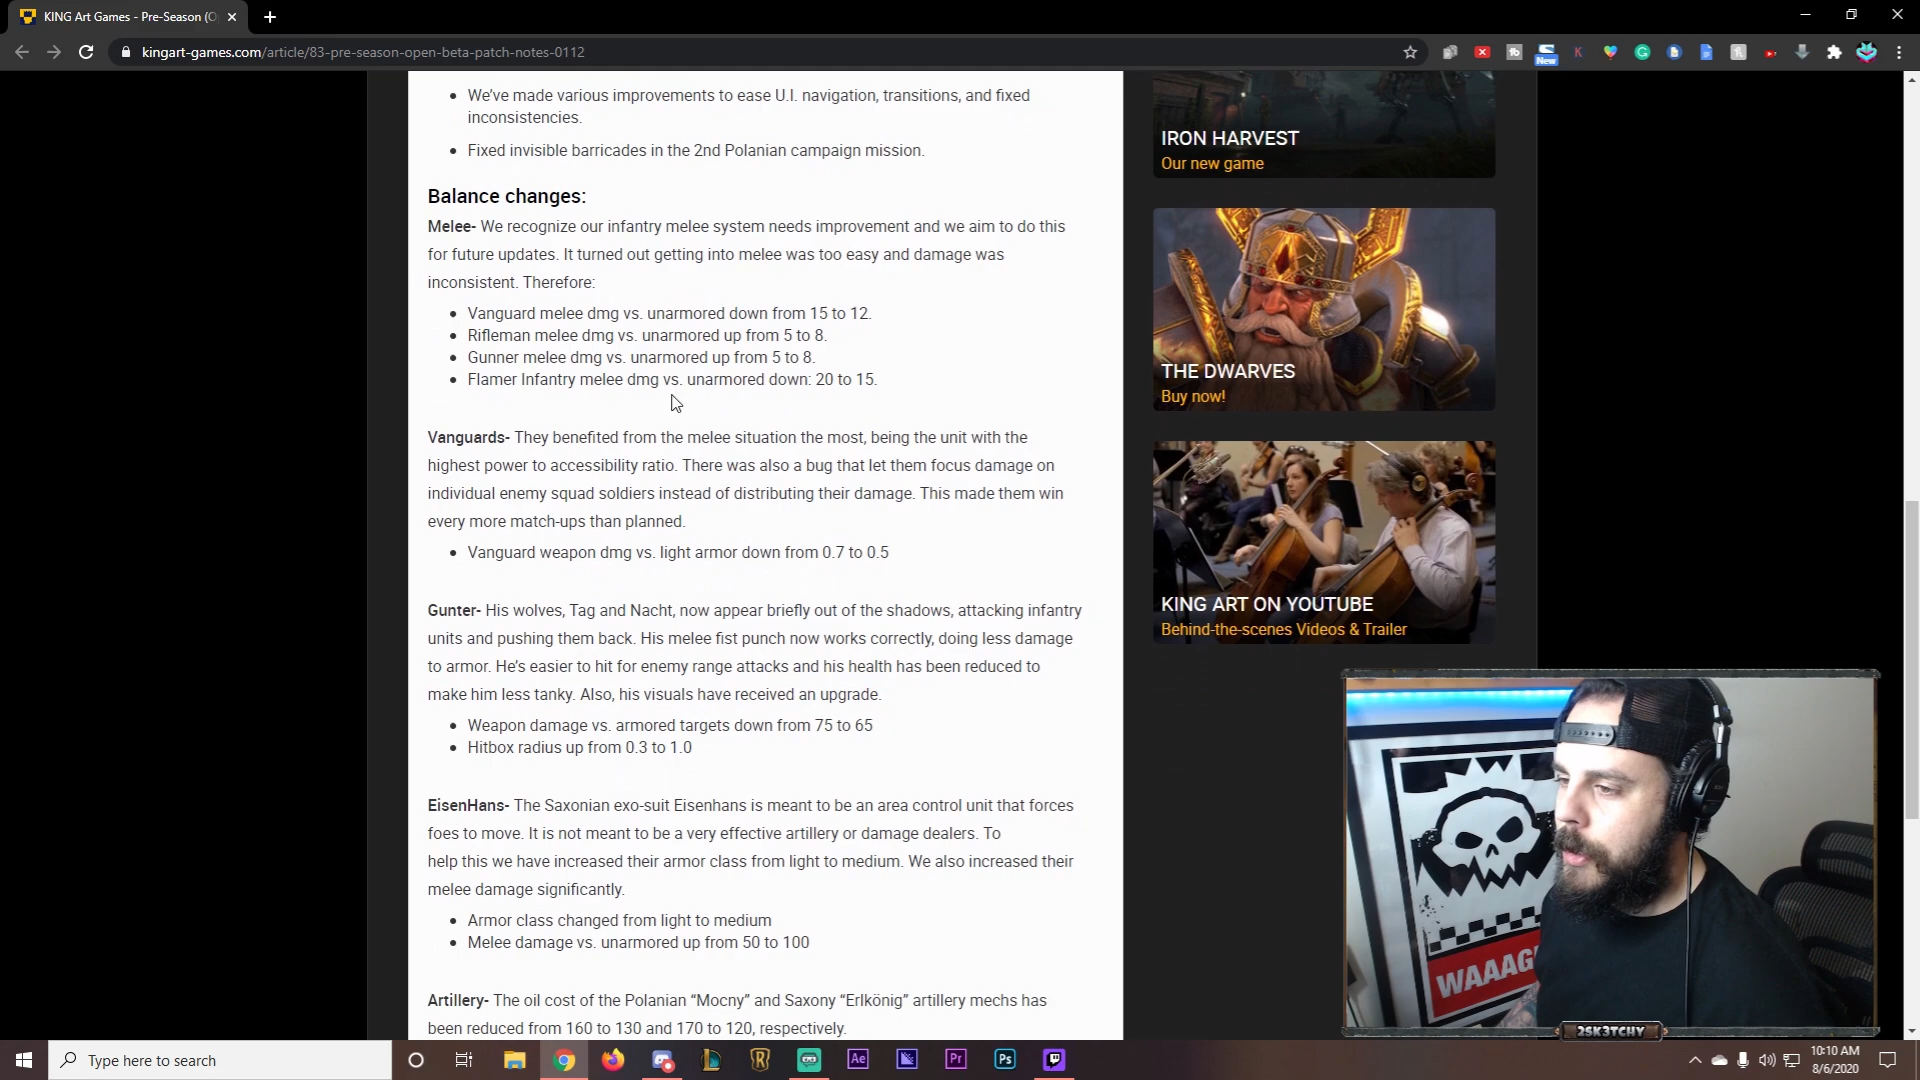 KING Art Games - Pre-Season (O
kingart-games.com/article/83-pre-season-open-beta-patch-notes-0112
New
We've made various improvements to ease U.I. navigation, transitions, and fixed
inconsistencies.
Fixed invisible barricades in the 2nd Polanian campaign mission.
Balance changes:
Melee- We recognize our infantry melee system needs improvement and we aim to do this
for future updates. It turned out getting into melee was too easy and damage was
inconsistent. Therefore:
Vanguard melee dmg vs. unarmored down from 15 to 12.
Rifleman melee dmg vs. unarmored up from 5 to 8.
Gunner melee dmg vs. unarmored up from 5 to 8.
Flamer Infantry melee dmg vs. unarmored down: 20 to 15.
Vanguards- They benefited from the melee situation the most, being the unit with the
highest power to accessibility ratio. There was also a bug that let them focus damage on
individual enemy squad soldiers instead of distributing their damage. This made them win
every more match-ups than planned.
Vanguard weapon dmg vs. light armor down from 0.7 to 0.5
Gunter- His wolves, Tag and Nacht, now appear briefly out of the shadows, attacking infantry
units and pushing them back. His melee fist punch now works correctly, doing less damage
to armor. He's easier to hit for enemy range attacks and his health has been reduced to
make him less tanky. Also, his visuals have received an upgrade.
Weapon damage vs. armored targets down from 75 to 65
Hitbox radius up from 0.3 to 1.0
EisenHans- The Saxonian exo-suit Eisenhans is meant to be an area control unit that forces
foes to move. It is not meant to be a very effective artillery or damage dealers. To
help this we have increased their armor class from light to medium. We also increased their
melee damage significantly.
Armor class changed from light to medium
Melee damage vs. unarmored up from 50 to 100
Artillery- The oil cost of the Polanian “Mocny” and Saxony “Erlkönig” artillery mechs has
been reduced from 160 to 130 and 170 to 120, respectively.
IRON HARVEST
Our new game
THE DWARVES
Buy now!
KING ART ON YOUTUBE
Behind-the-scenes Videos & Trailer
WAAAG
2SK3TCHY
Type here to search
Ae
Pr
Ps
10:10 AM
8/6/2020